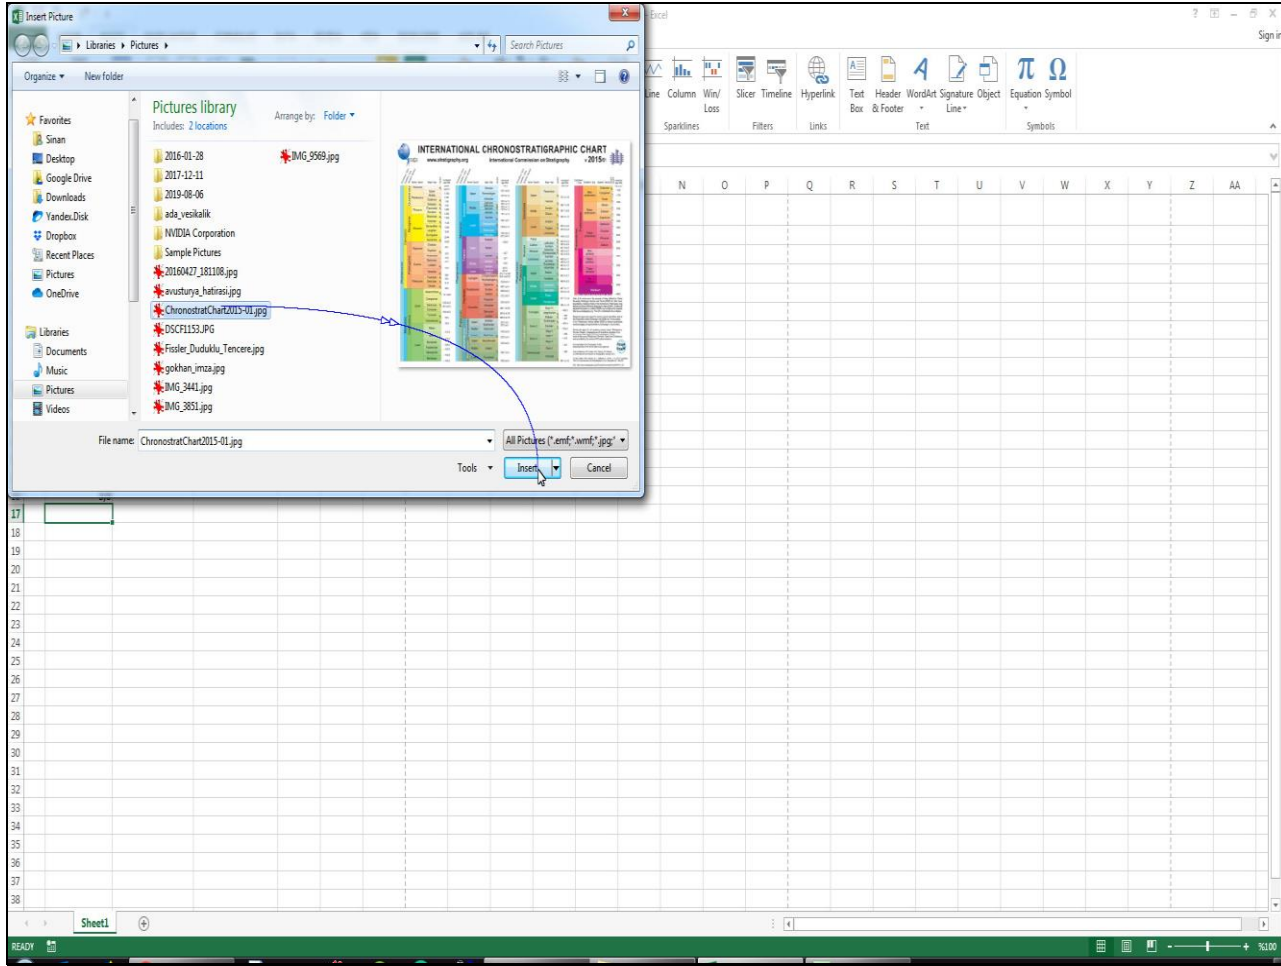 Insert Picture
- Excel
Sign in
Libraries Pictures
Search Pictures
Organize New folder
Line Column Win/ Loss Slicer Timeline Hyperlink Text Box Header & Footer WordArt Signature Line Object Equation Symbol
Sparklines Filters Links Text Symbols
Pictures library
Includes: 2 locations
Arrange by: Folder
Favorites
Sinan
Desktop
Google Drive
Downloads
Yandex.Disk
Dropbox
Recent Places
Pictures
OneDrive
Libraries
Documents
Music
Pictures
Videos
2016-01-28
2017-12-11
2019-08-06
ada_vesikalik
NVIDIA Corporation
Sample Pictures
20160427_181108.jpg
avusturya_hatirasi.jpg
ChronostratChart2015-01.jpg
DSCF1153.JPG
Fissler_Duduklu_Tencere.jpg
gokhan_imza.jpg
IMG_3441.jpg
IMG_3851.jpg
IMG_9569.jpg
INTERNATIONAL CHRONOSTRATIGRAPHIC CHART
www.stratigraphy.org International Commission on Stratigraphy
File name: ChronostratChart2015-01.jpg
All Pictures (*.emf;*.wmf;*.jpg;*
Tools Insert Cancel
N O P Q R S T U V W X Y Z AA
17
18
19
20
21
22
23
24
25
26
27
28
29
30
31
32
33
34
35
36
37
38
Sheet1
READY
%100